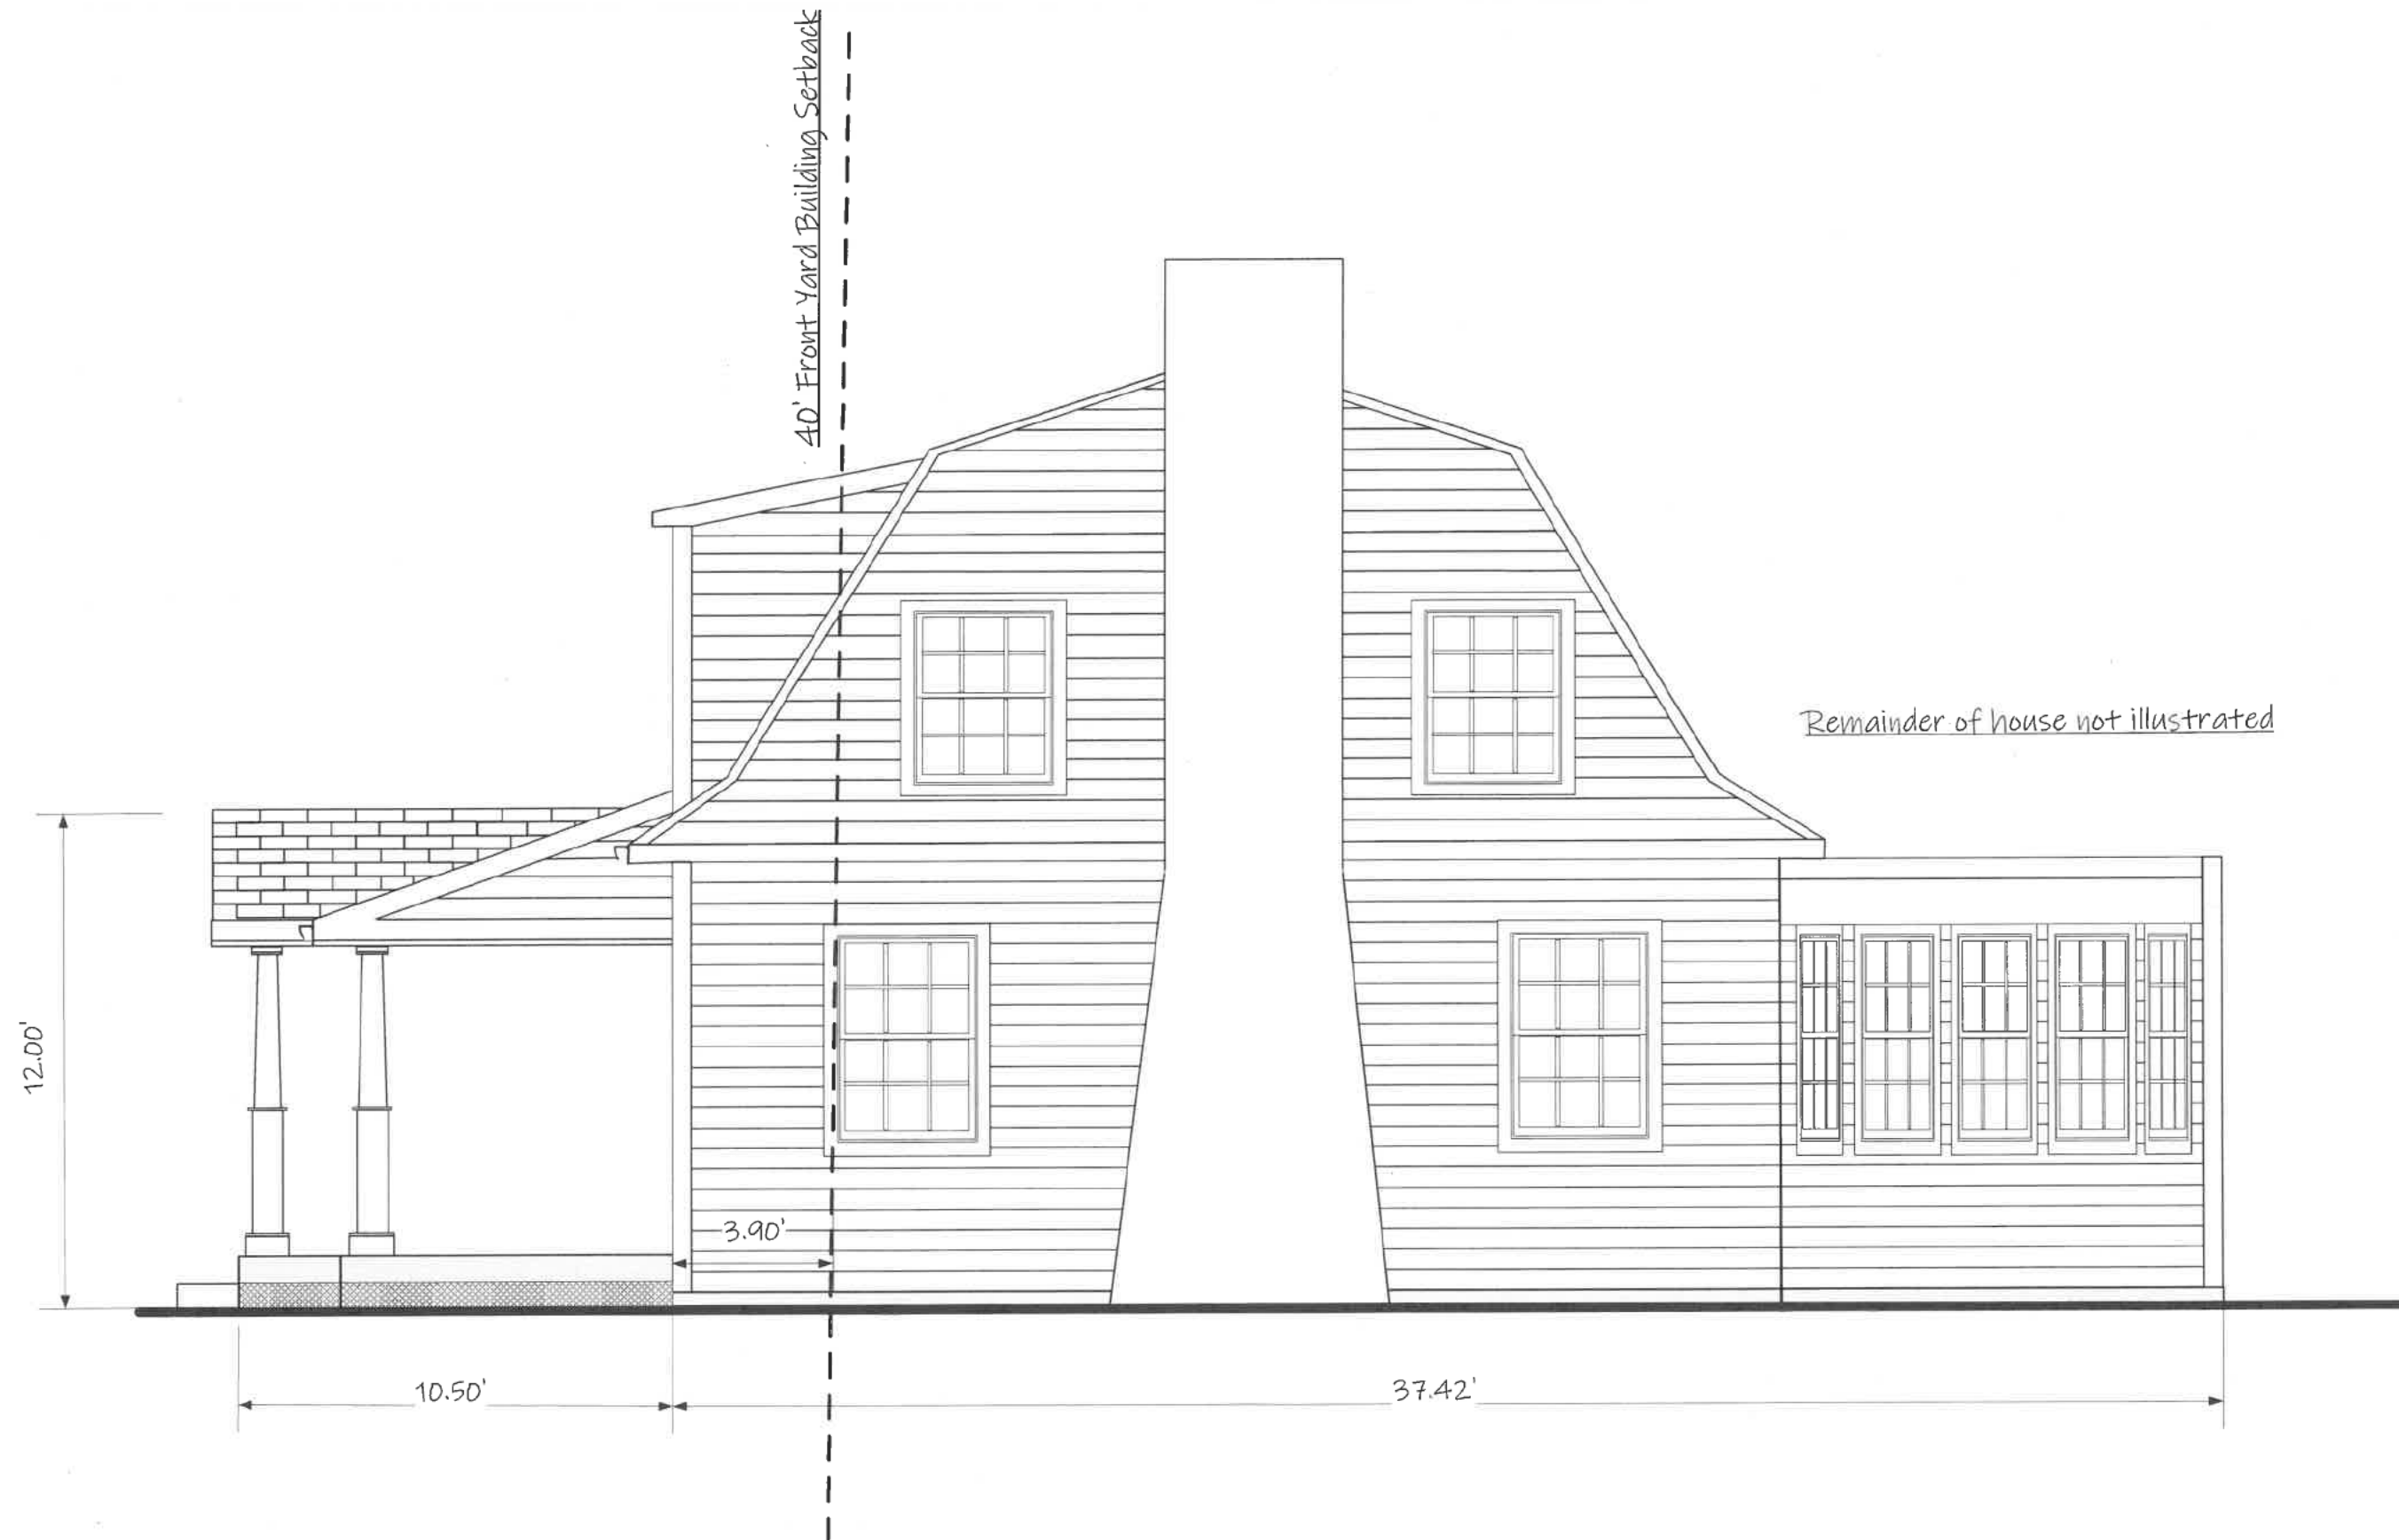 40' Front Yard Building Setback
Remainder of house not illustrated
12.00'
3.90'
10.50'
37.42'